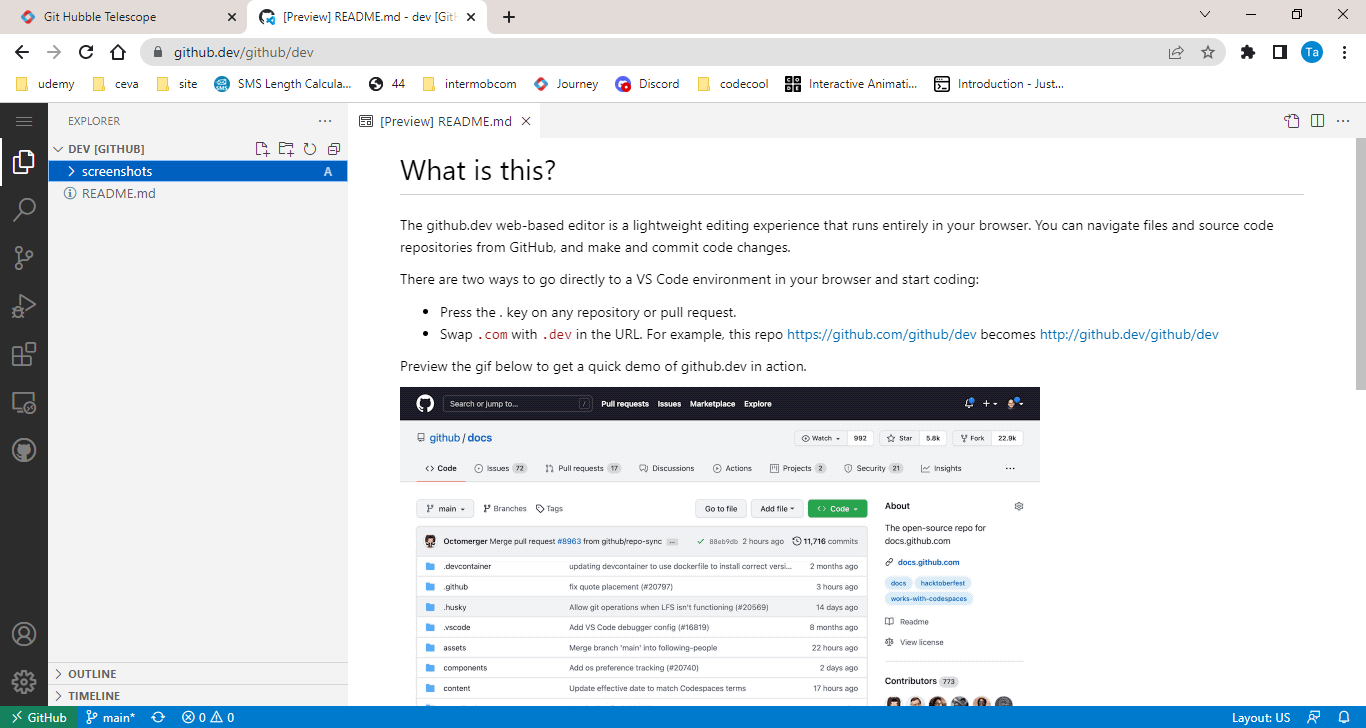 Git Hubble Telescope
[Preview] README.md - dev [GitH
github.dev/github/dev
Ta
udemy
ceva
site
SMS Length Calcula...
44
intermobcom
Journey
Discord
codecool
Interactive Animati...
Introduction - Just...
EXPLORER
[Preview] README.md
DEV [GITHUB]
screenshots A
README.md
What is this?
The github.dev web-based editor is a lightweight editing experience that runs entirely in your browser. You can navigate files and source code
repositories from GitHub, and make and commit code changes.
There are two ways to go directly to a VS Code environment in your browser and start coding:
Press the . key on any repository or pull request.
Swap .com with .dev in the URL. For example, this repo https://github.com/github/dev becomes http://github.dev/github/dev
Preview the gif below to get a quick demo of github.dev in action.
Search or jump to... /
Pull requests Issues Marketplace Explore
github / docs
Watch 992 Star 5.8k Fork 22.9k
Code Issues 72 Pull requests 17 Discussions Actions Projects 2 Security 21 Insights
main Branches Tags Go to file Add file Code
About
The open-source repo for
docs.github.com
docs.github.com
docs hacktoberfest
works-with-codespaces
Readme
View license
Contributors 773
Octomerger Merge pull request #8963 from github/repo-sync 88eb9db 2 hours ago 11,716 commits
.devcontainer updating devcontainer to use dockerfile to install correct versi... 2 months ago
.github fix quote placement (#20797) 3 hours ago
.husky Allow git operations when LFS isn't functioning (#20569) 14 days ago
.vscode Add VS Code debugger config (#16819) 8 months ago
assets Merge branch 'main' into following-people 22 hours ago
components Add os preference tracking (#20740) 2 days ago
content Update effective date to match Codespaces terms 17 hours ago
OUTLINE
TIMELINE
GitHub main* 0 0 Layout: US